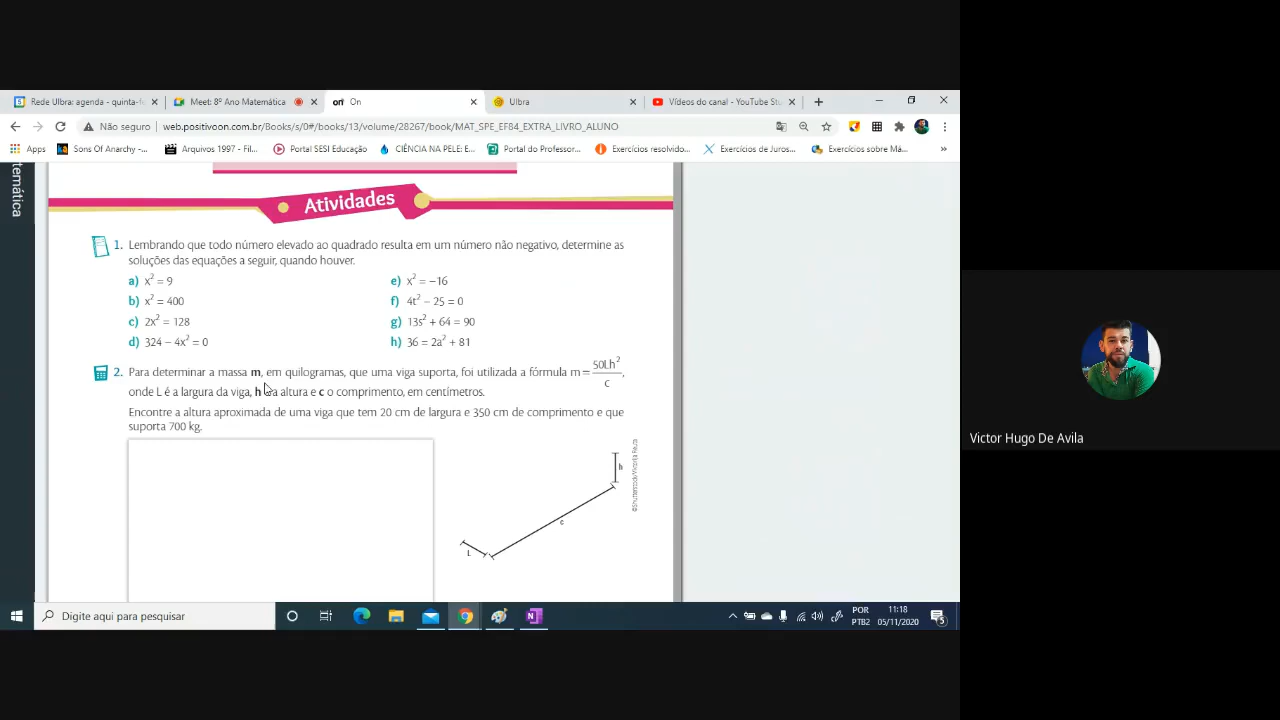 Rede Ulbra: agenda - quinta-fe
Meet: 8º Ano Matemática
on
On
Ulbra
Vídeos do canal - YouTube Stu
Não seguro
web.positivoon.com.br/Books/s/0#/books/13/volume/28267/book/MAT_SPE_EF84_EXTRA_LIVRO_ALUNO
Apps
Sons Of Anarchy -...
Arquivos 1997 - Fil...
Portal SESI Educação
CIÊNCIA NA PELE: E...
Portal do Professor...
Exercícios resolvido...
Exercícios de Juros...
Exercícios sobre Má...
»
temática
Atividades
1. Lembrando que todo número elevado ao quadrado resulta em um número não negativo, determine as
soluções das equações a seguir, quando houver.
a) x² = 9
e) x² = −16
b) x² = 400
f) 4t² − 25 = 0
c) 2x² = 128
g) 13s² + 64 = 90
d) 324 − 4x² = 0
h) 36 = 2a² + 81
2. Para determinar a massa m, em quilogramas, que uma viga suporta, foi utilizada a fórmula m = 50Lh²/c,
onde L é a largura da viga, h a altura e c o comprimento, em centímetros.
Encontre a altura aproximada de uma viga que tem 20 cm de largura e 350 cm de comprimento e que
suporta 700 kg.
h
©Shutterstock/Victorija Reuta
c
L
Victor Hugo De Avila
Digite aqui para pesquisar
POR
PTB2
11:18
05/11/2020
5